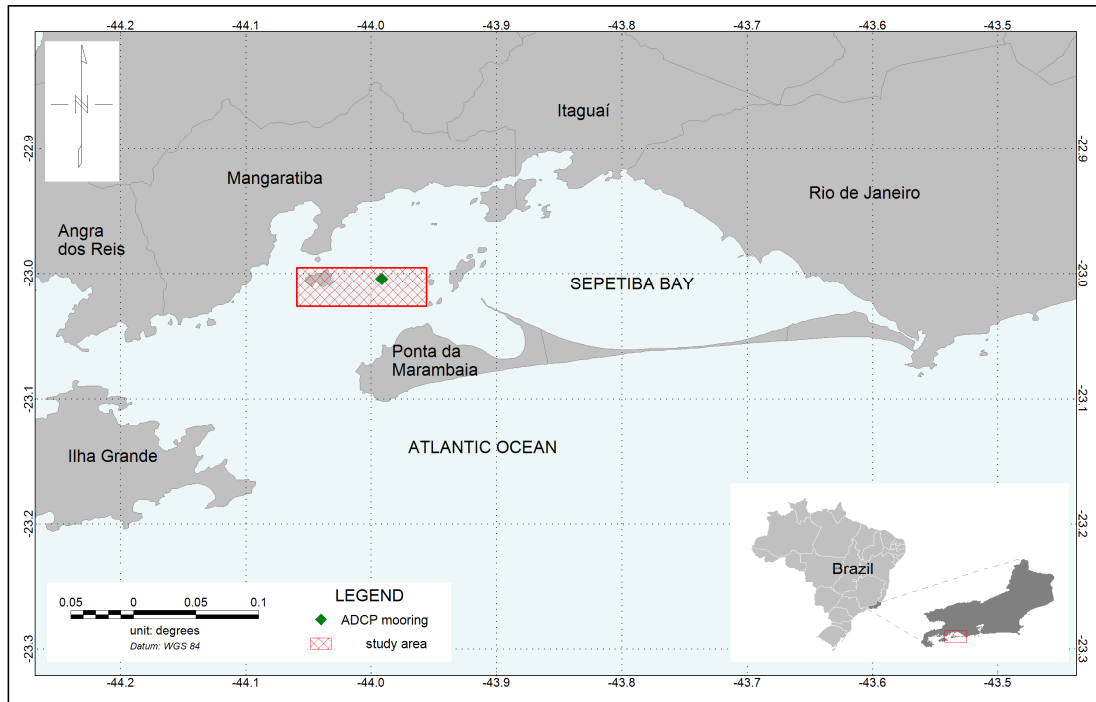 -44.2 -44.1 -44.0 -43.9 -43.8 -43.7 -43.6 -43.5
N
Itaguaí
-22.9 -22.9
Mangaratiba
Rio de Janeiro
Angra
dos Reis
-23.0 -23.0
SEPETIBA BAY
Ponta da
Marambaia
-23.1 -23.1
ATLANTIC OCEAN
Ilha Grande
-23.2 -23.2
Brazil
LEGEND
0.05 0 0.05 0.1
ADCP mooring
unit: degrees
study area
Datum: WGS 84
-23.3 -23.3
-44.2 -44.1 -44.0 -43.9 -43.8 -43.7 -43.6 -43.5